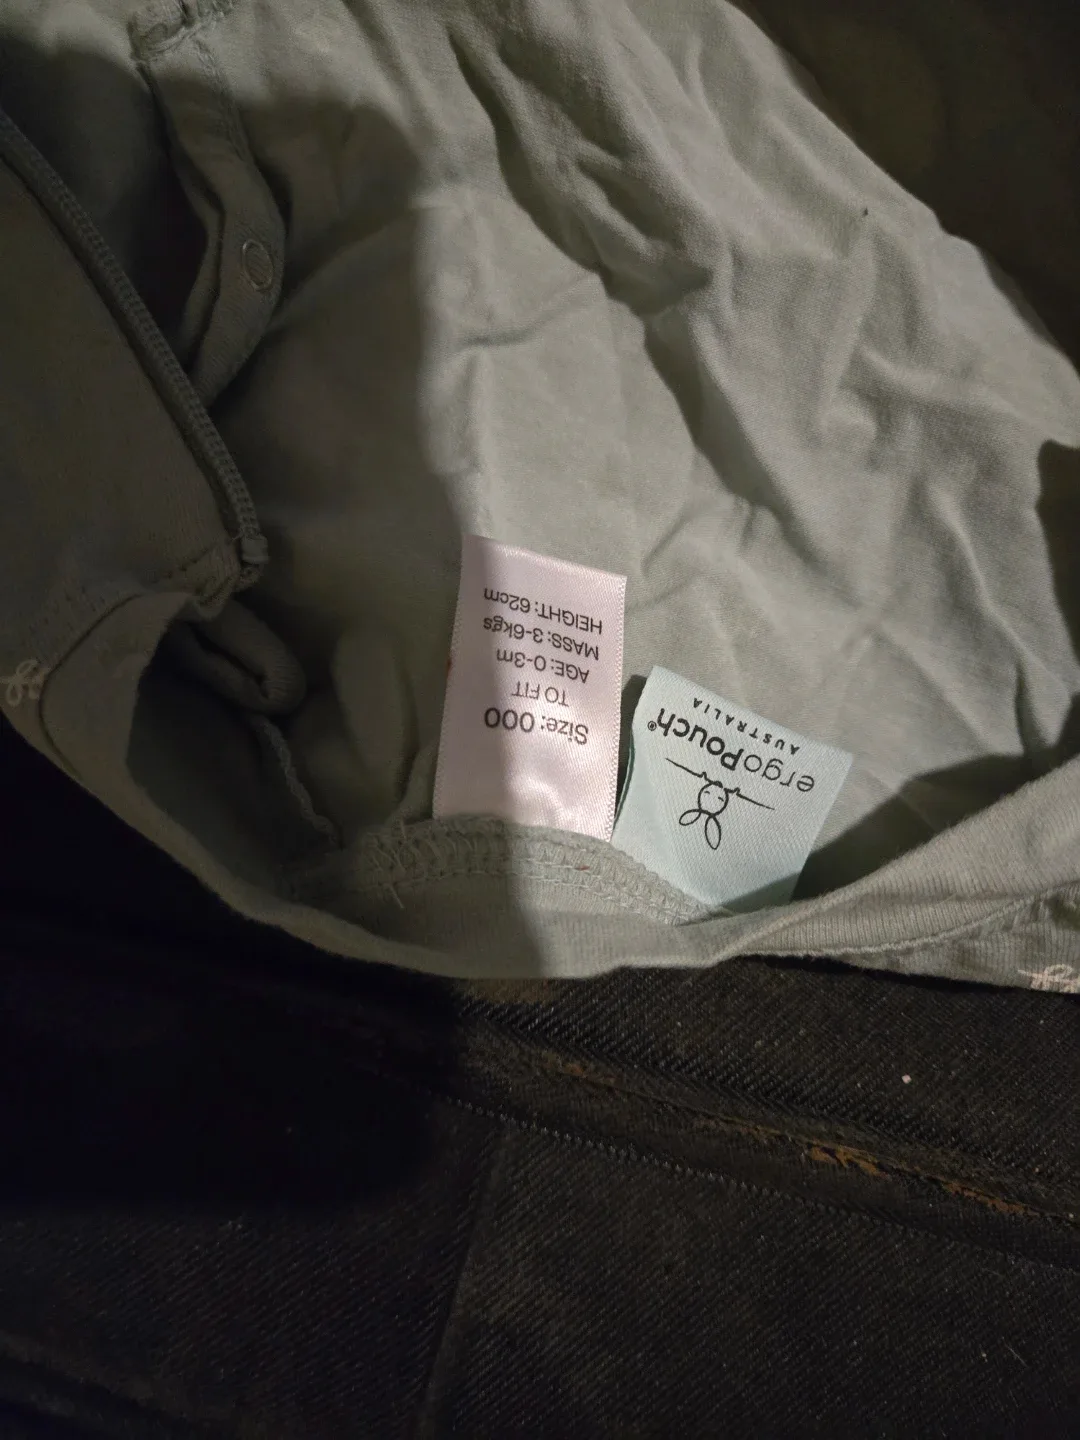 Size: 000
TO FIT
AGE: 0-3m
MASS: 3-6kgs
HEIGHT: 62cm
ergoPouch®
AUSTRALIA